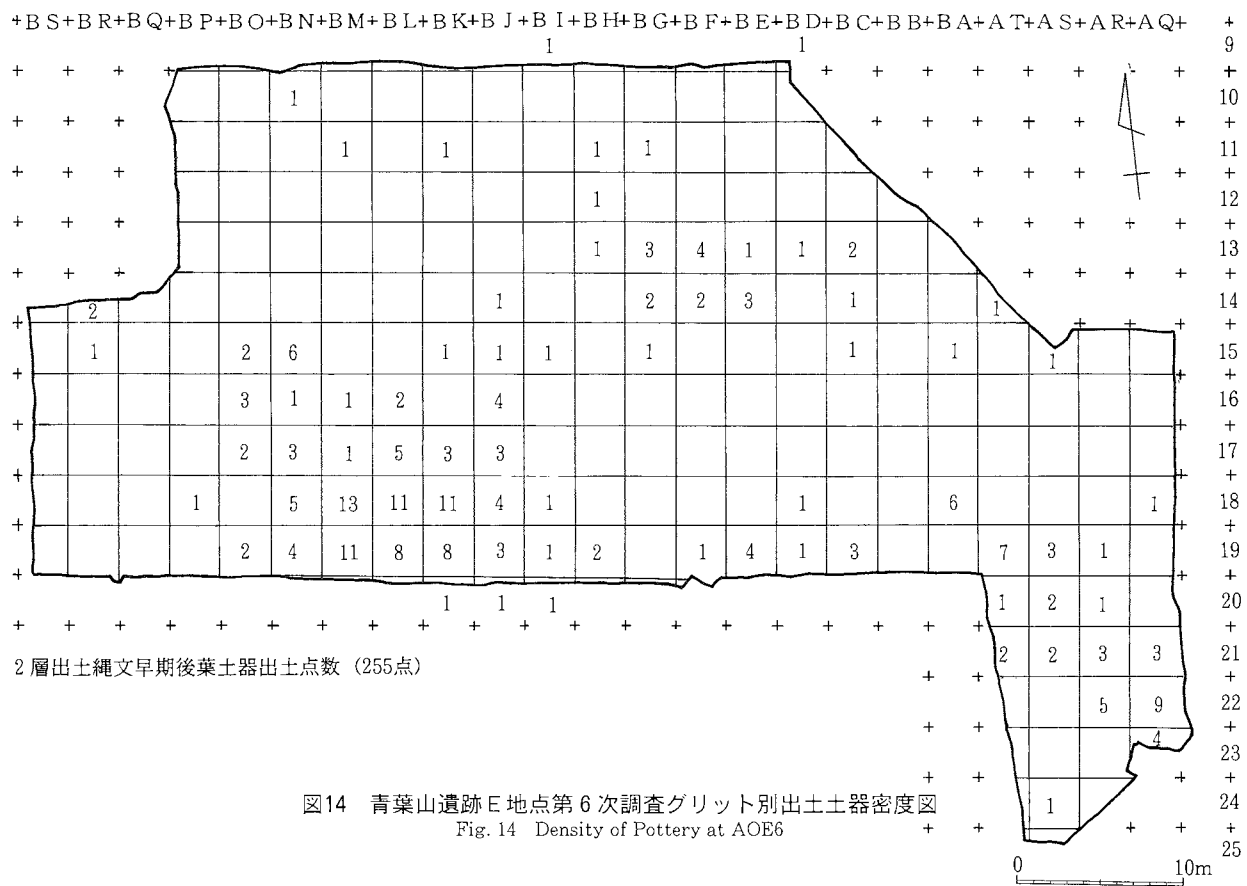 +BS+BR+BQ+BP+BO+BN+BM+BL+BK+BJ+BI+BH+BG+BF+BE+BD+BC+BB+BA+AT+AS+AR+AQ+ +
1 1 9
1 10
1 1 1 1 11
1 12
1 3 4 1 1 2 13
2 1 2 2 3 1 1 14
1 2 6 1 1 1 1 1 1 1 15
3 1 1 2 4 16
2 3 1 5 3 3 17
1 5 13 11 11 4 1 1 6 1 18
2 4 11 8 8 3 1 2 1 4 1 3 7 3 1 19
1 1 1 1 2 1 20
2層出土縄文早期後葉土器出土点数 (255点) 2 2 3 3 21
5 9 22
4 23
1 24
25
図14 青葉山遺跡E地点第6次調査グリット別出土土器密度図
Fig. 14 Density of Pottery at AOE6
0 10m